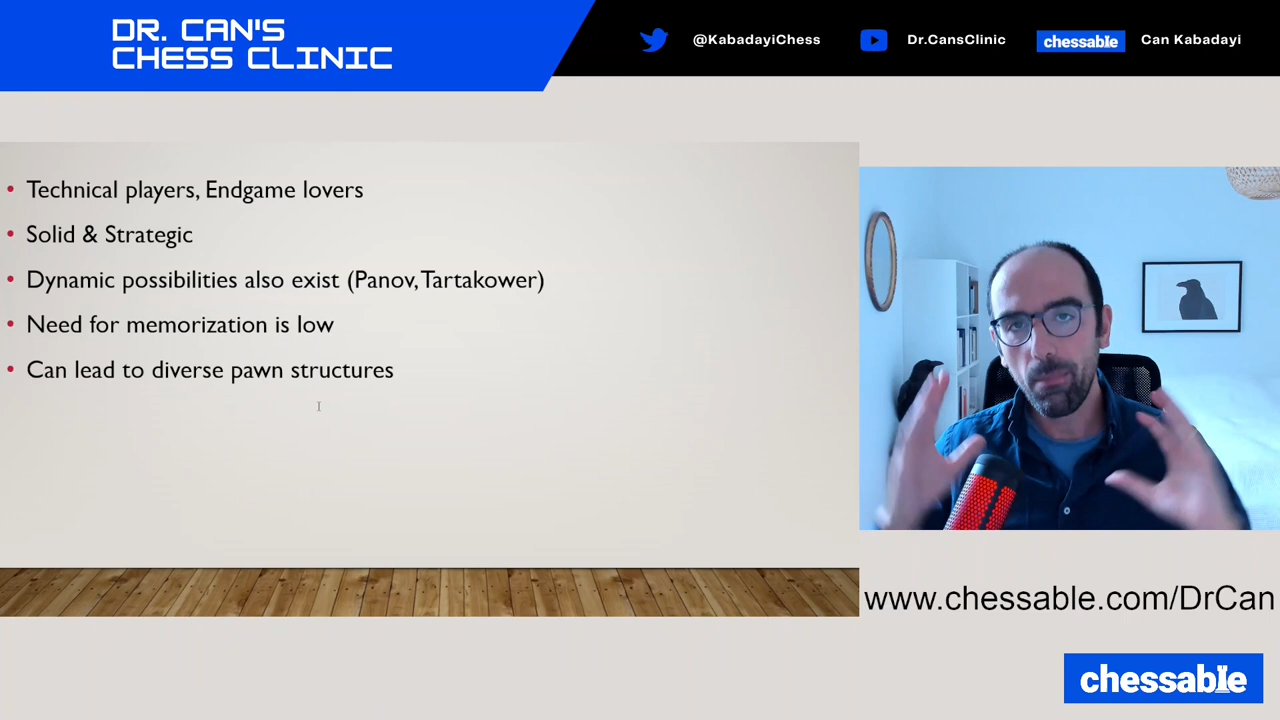 DR. CAN'S
CHESS CLINIC
@KabadayiChess
Dr.CansClinic
chessable
Can Kabadayi
• Technical players, Endgame lovers
• Solid & Strategic
• Dynamic possibilities also exist (Panov, Tartakower)
• Need for memorization is low
• Can lead to diverse pawn structures
www.chessable.com/DrCan
chessable